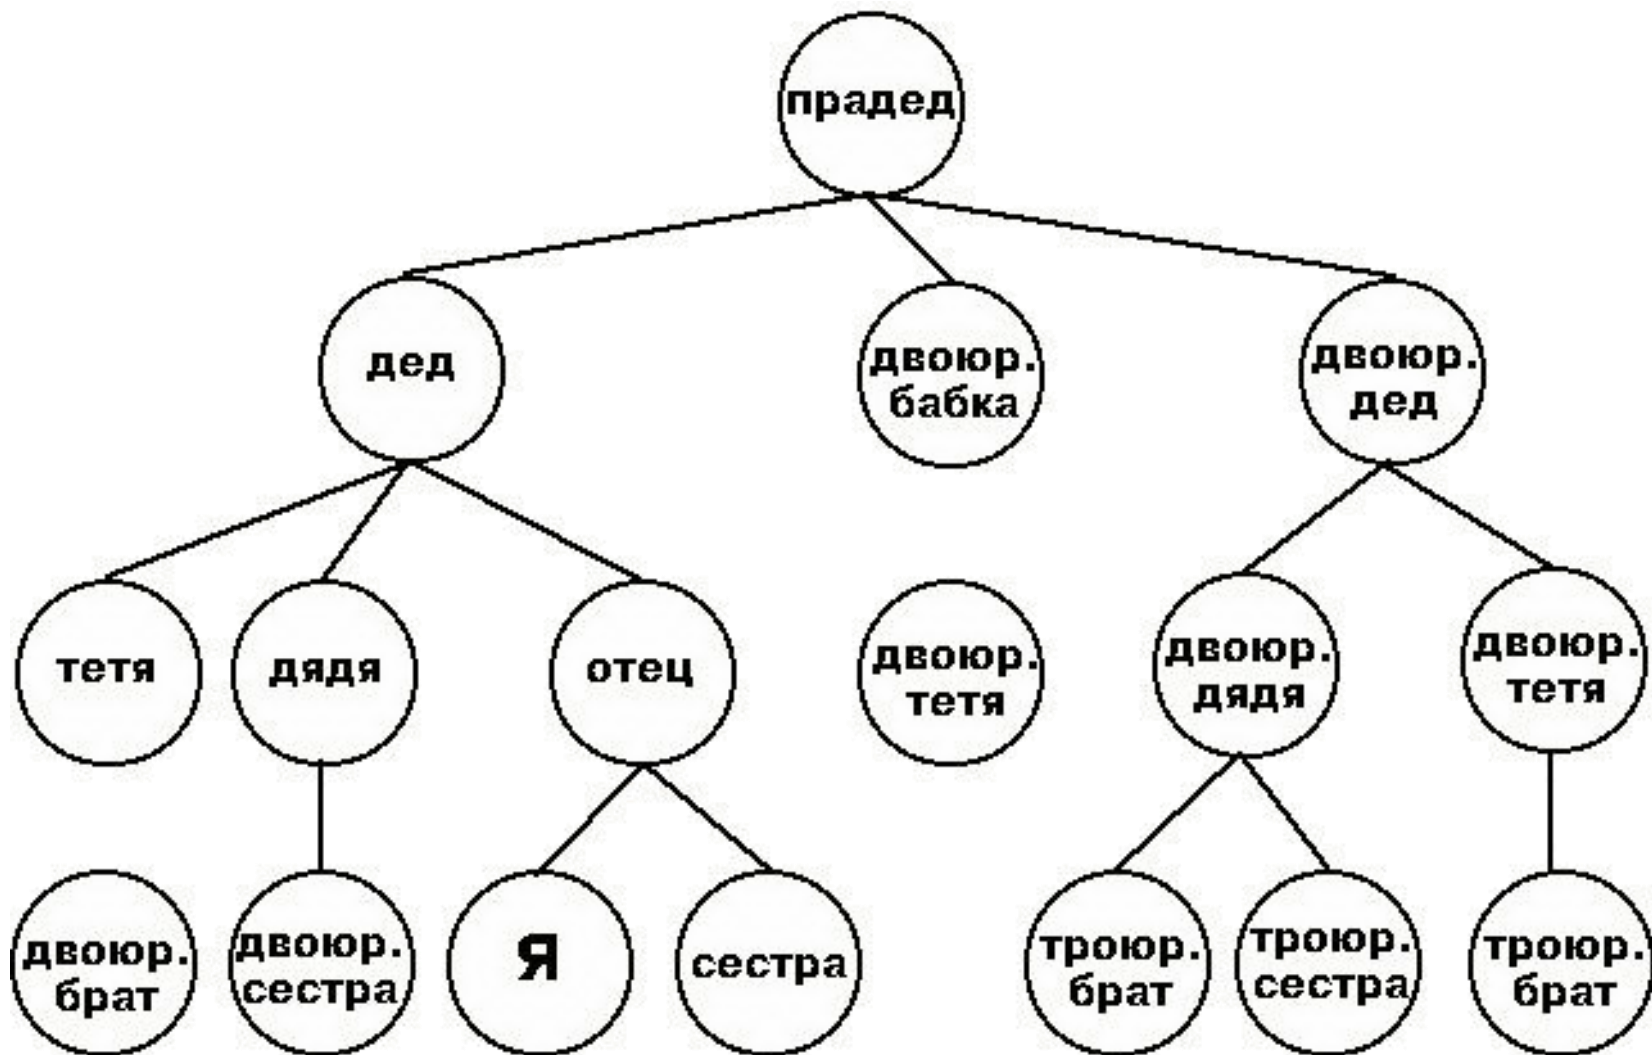 прадед
дед
двоюр.
бабка
двоюр.
дед
тетя
дядя
отец
двоюр.
тетя
двоюр.
дядя
двоюр.
тетя
двоюр.
брат
двоюр.
сестра
Я
сестра
троюр.
брат
троюр.
сестра
троюр.
брат